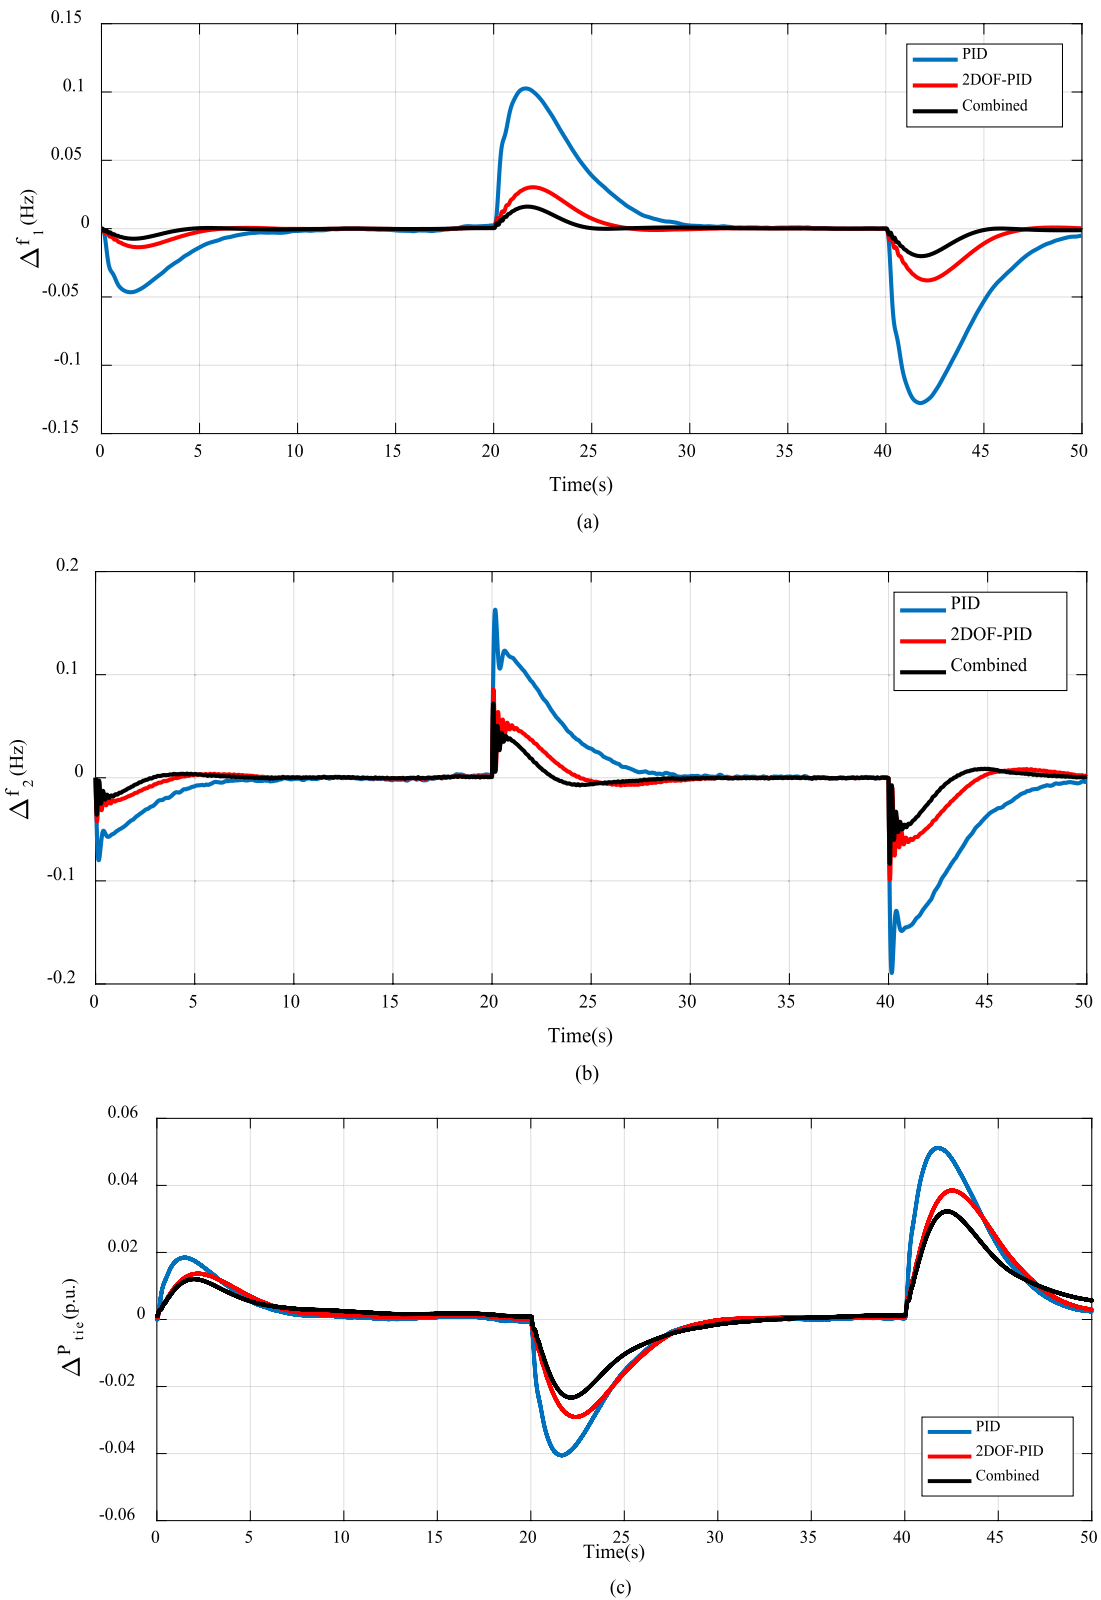 0.15
0.1
0.05
0
-0.05
-0.1
-0.15
Δf1(Hz)
PID
2DOF-PID
Combined
0 5 10 15 20 25 30 35 40 45 50
Time(s)
(a)
0.2
0.1
0
-0.1
-0.2
Δf2(Hz)
PID
2DOF-PID
Combined
0 5 10 15 20 25 30 35 40 45 50
Time(s)
(b)
0.06
0.04
0.02
0
-0.02
-0.04
-0.06
ΔPtie(p.u.)
PID
2DOF-PID
Combined
0 5 10 15 20 25 30 35 40 45 50
Time(s)
(c)